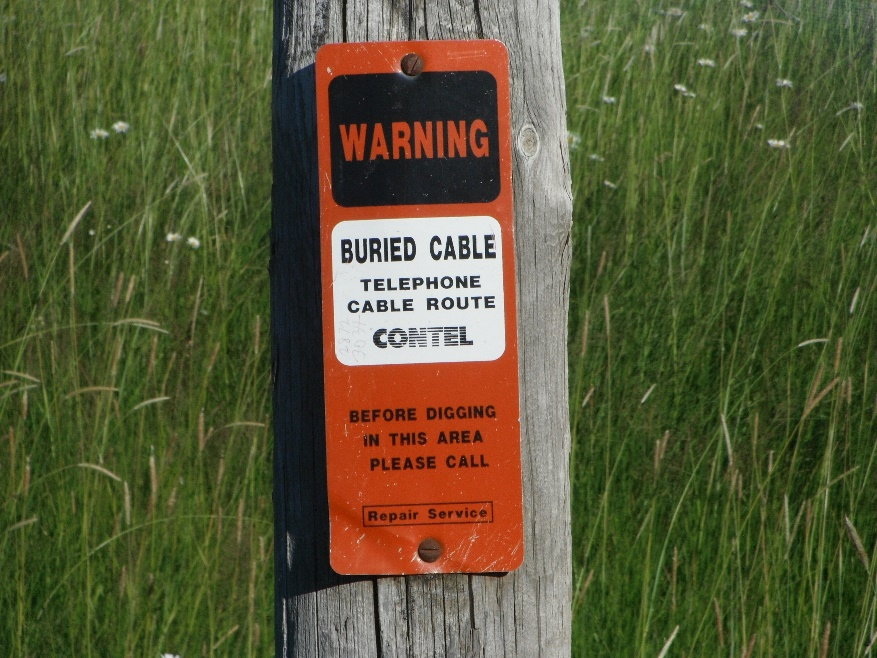 WARNING
BURIED CABLE
TELEPHONE
CABLE ROUTE
CONTEL
BEFORE DIGGING
IN THIS AREA
PLEASE CALL
Repair Service